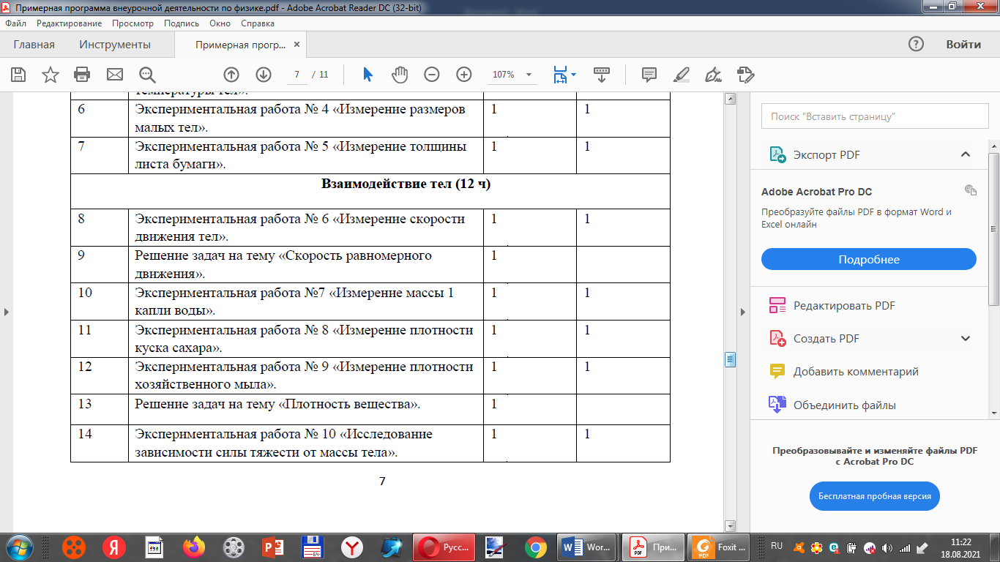 Примерная программа внеурочной деятельности по физике.pdf - Adobe Acrobat Reader DC (32-bit)
Файл Редактирование Просмотр Подпись Окно Справка
Главная Инструменты Примерная прогр... × Войти
7 / 11 107%
температуры тел».
6 Экспериментальная работа № 4 «Измерение размеров 1 1
малых тел».
7 Экспериментальная работа № 5 «Измерение толщины 1 1
листа бумаги».
Взаимодействие тел (12 ч)
8 Экспериментальная работа № 6 «Измерение скорости 1 1
движения тел».
9 Решение задач на тему «Скорость равномерного 1
движения».
10 Экспериментальная работа №7 «Измерение массы 1 1 1
капли воды».
11 Экспериментальная работа № 8 «Измерение плотности 1 1
куска сахара».
12 Экспериментальная работа № 9 «Измерение плотности 1 1
хозяйственного мыла».
13 Решение задач на тему «Плотность вещества». 1
14 Экспериментальная работа № 10 «Исследование 1 1
зависимости силы тяжести от массы тела».
7
Поиск "Вставить страницу"
Экспорт PDF
Adobe Acrobat Pro DC
Преобразуйте файлы PDF в формат Word и
Excel онлайн
Подробнее
Редактировать PDF
Создать PDF
Добавить комментарий
Объединить файлы
Преобразовывайте и изменяйте файлы PDF
с Acrobat Pro DC
Бесплатная пробная версия
Русс... Wor... При... Foxit ... RU 11:22
18.08.2021